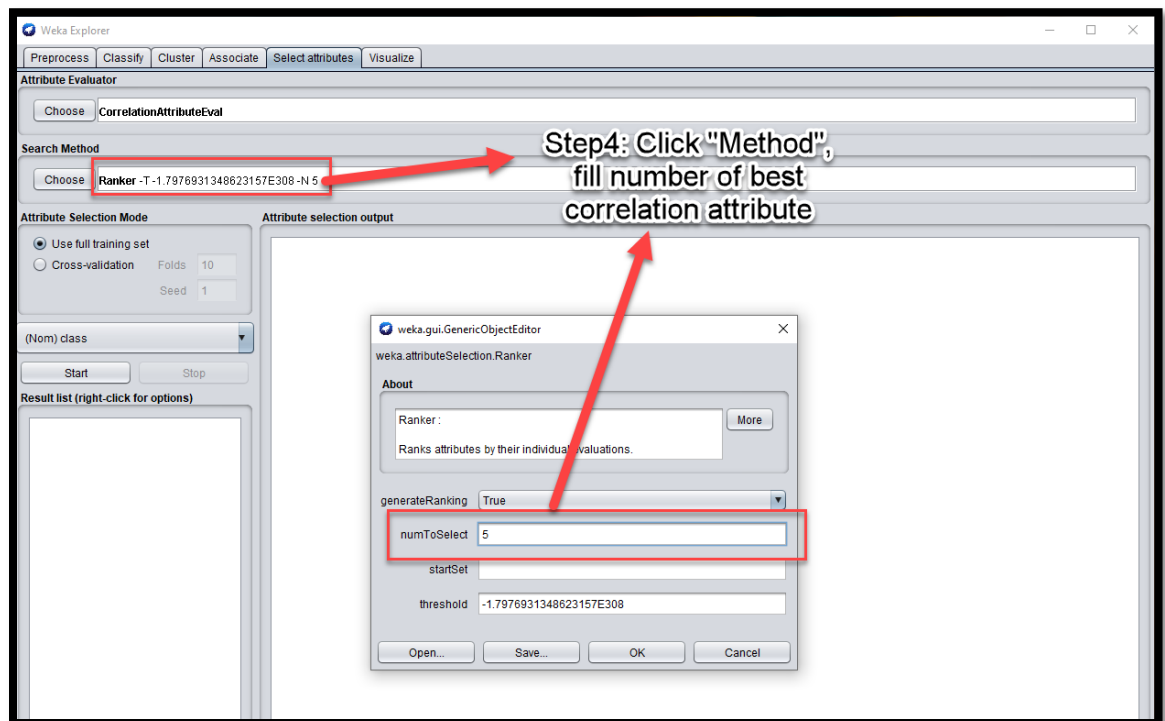 Weka Explorer
Preprocess Classify Cluster Associate Select attributes Visualize
Attribute Evaluator
Choose CorrelationAttributeEval
Search Method
Choose Ranker -T -1.7976931348623157E308 -N 5
Step4: Click "Method",
fill number of best
correlation attribute
Attribute Selection Mode
Use full training set
Cross-validation Folds 10
Seed 1
(Nom) class
Start Stop
Result list (right-click for options)
Attribute selection output
weka.gui.GenericObjectEditor
weka.attributeSelection.Ranker
About
Ranker :
More
Ranks attributes by their individual evaluations.
generateRanking True
numToSelect 5
startSet
threshold -1.7976931348623157E308
Open... Save... OK Cancel